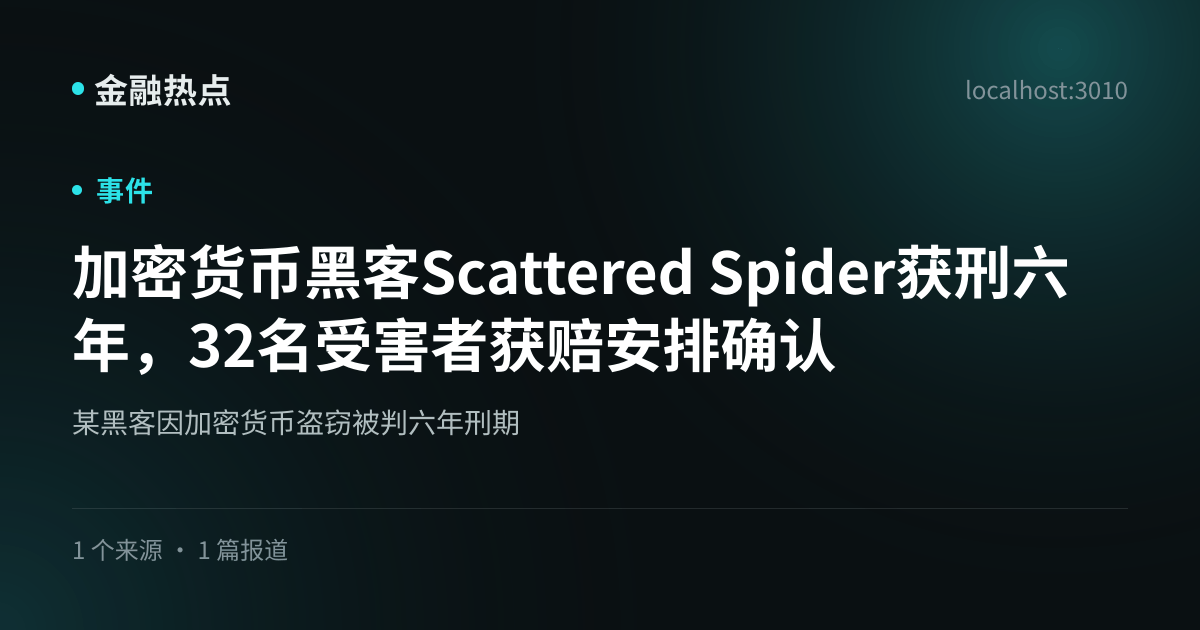 金融热点
localhost:3010
事件
加密货币黑客Scattered Spider获刑六
年，32名受害者获赔安排确认
某黑客因加密货币盗窃被判六年刑期
1 个来源 · 1 篇报道